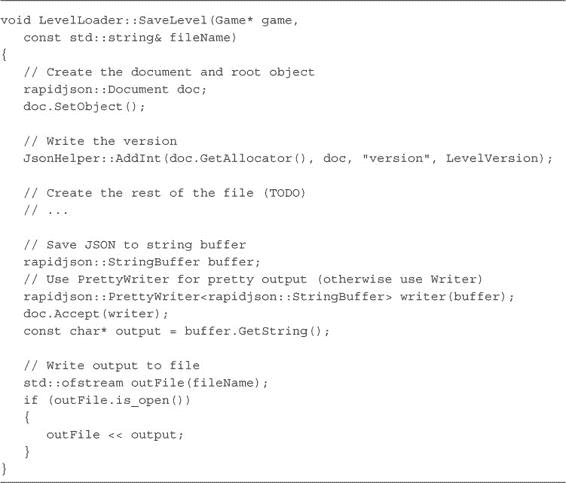 void LevelLoader::SaveLevel(Game* game,
   const std::string& fileName)
{
   // Create the document and root object
   rapidjson::Document doc;
   doc.SetObject();

   // Write the version
   JsonHelper::AddInt(doc.GetAllocator(), doc, "version", LevelVersion);

   // Create the rest of the file (TODO)
   // ...

   // Save JSON to string buffer
   rapidjson::StringBuffer buffer;
   // Use PrettyWriter for pretty output (otherwise use Writer)
   rapidjson::PrettyWriter<rapidjson::StringBuffer> writer(buffer);
   doc.Accept(writer);
   const char* output = buffer.GetString();

   // Write output to file
   std::ofstream outFile(fileName);
   if (outFile.is_open())
   {
      outFile << output;
   }
}